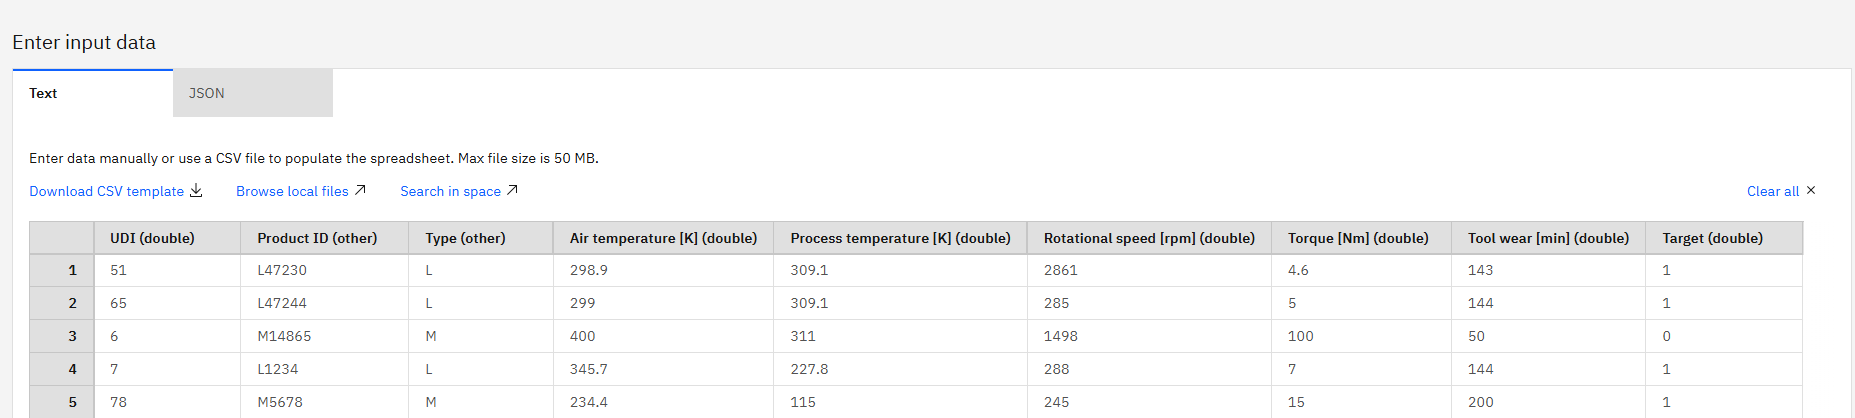 Enter input data
Text JSON
Enter data manually or use a CSV file to populate the spreadsheet. Max file size is 50 MB.
Download CSV template Browse local files Search in space Clear all
UDI (double) Product ID (other) Type (other) Air temperature [K] (double) Process temperature [K] (double) Rotational speed [rpm] (double) Torque [Nm] (double) Tool wear [min] (double) Target (double)
1 51 L47230 L 298.9 309.1 2861 4.6 143 1
2 65 L47244 L 299 309.1 285 5 144 1
3 6 M14865 M 400 311 1498 100 50 0
4 7 L1234 L 345.7 227.8 288 7 144 1
5 78 M5678 M 234.4 115 245 15 200 1